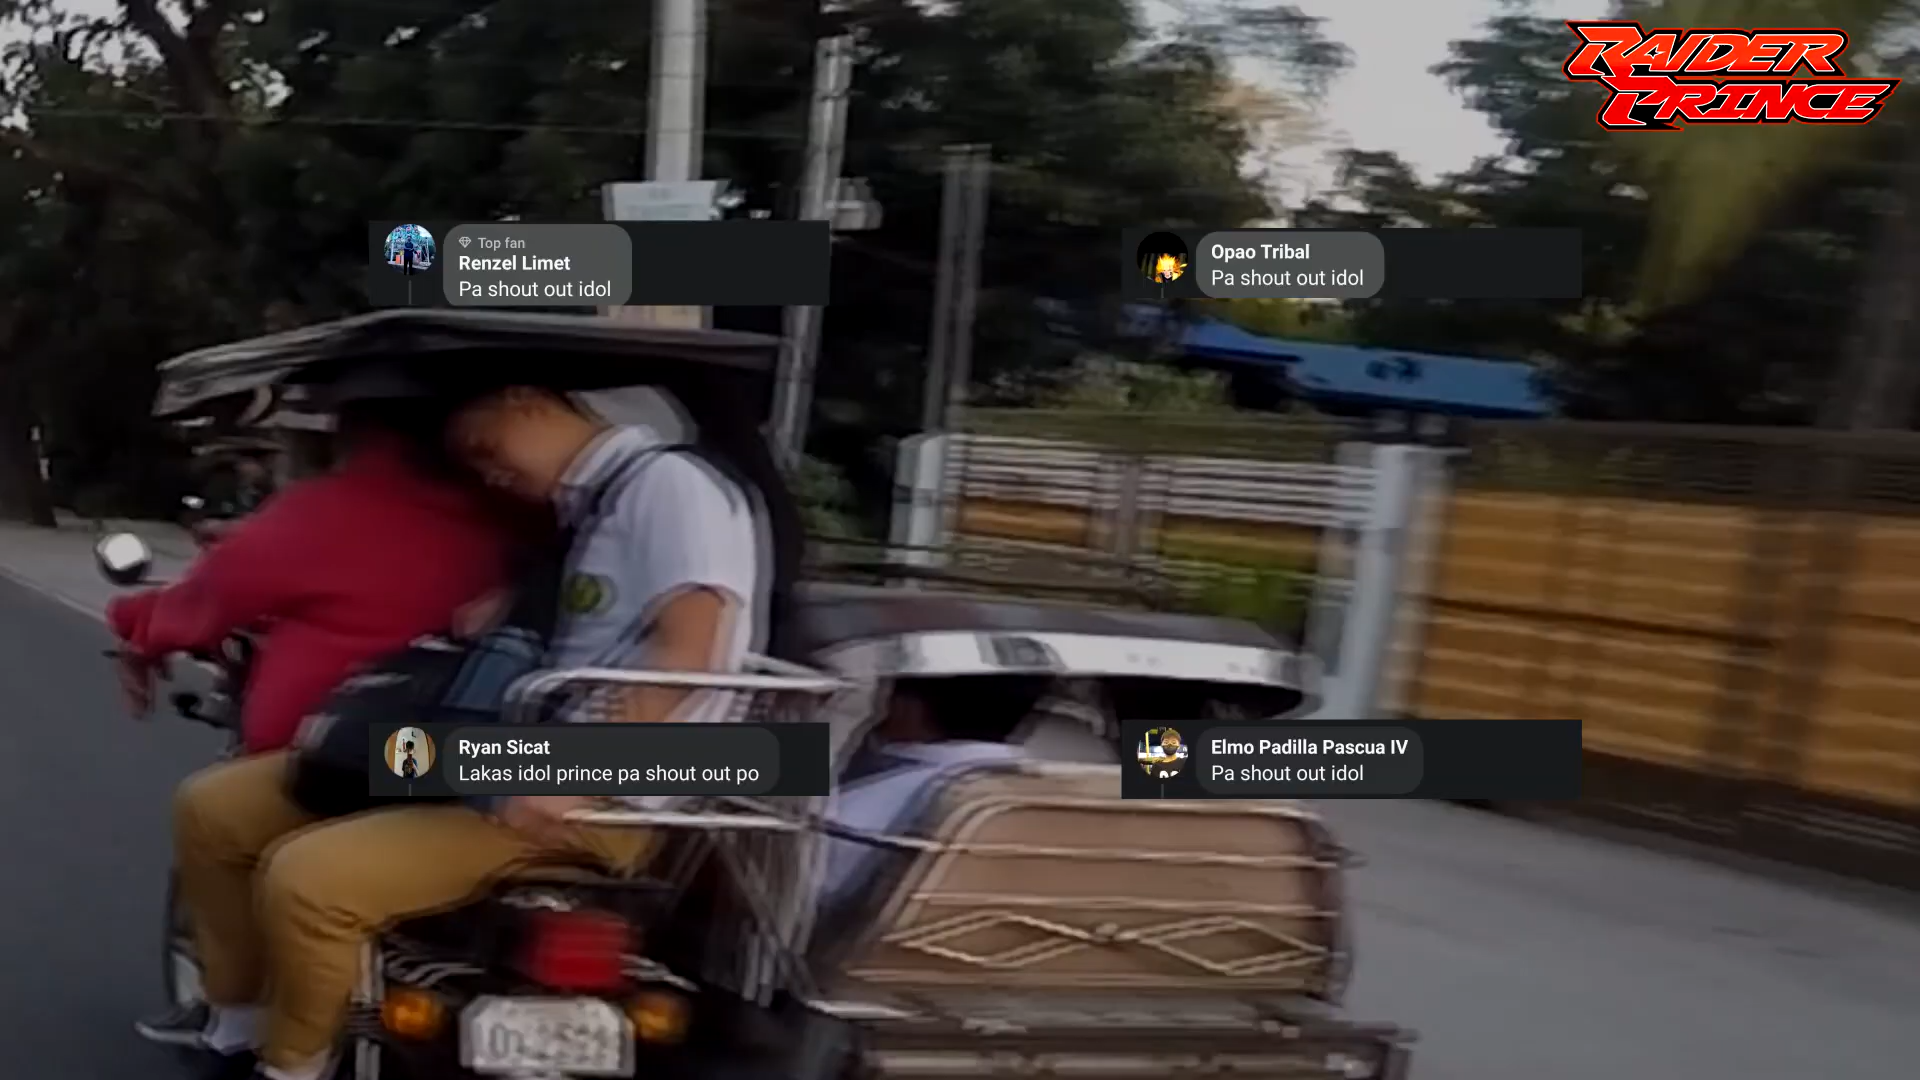 RAIDER
PRINCE
Top fan
Renzel Limet
Pa shout out idol
Opao Tribal
Pa shout out idol
Ryan Sicat
Lakas idol prince pa shout out po
Elmo Padilla Pascua IV
Pa shout out idol